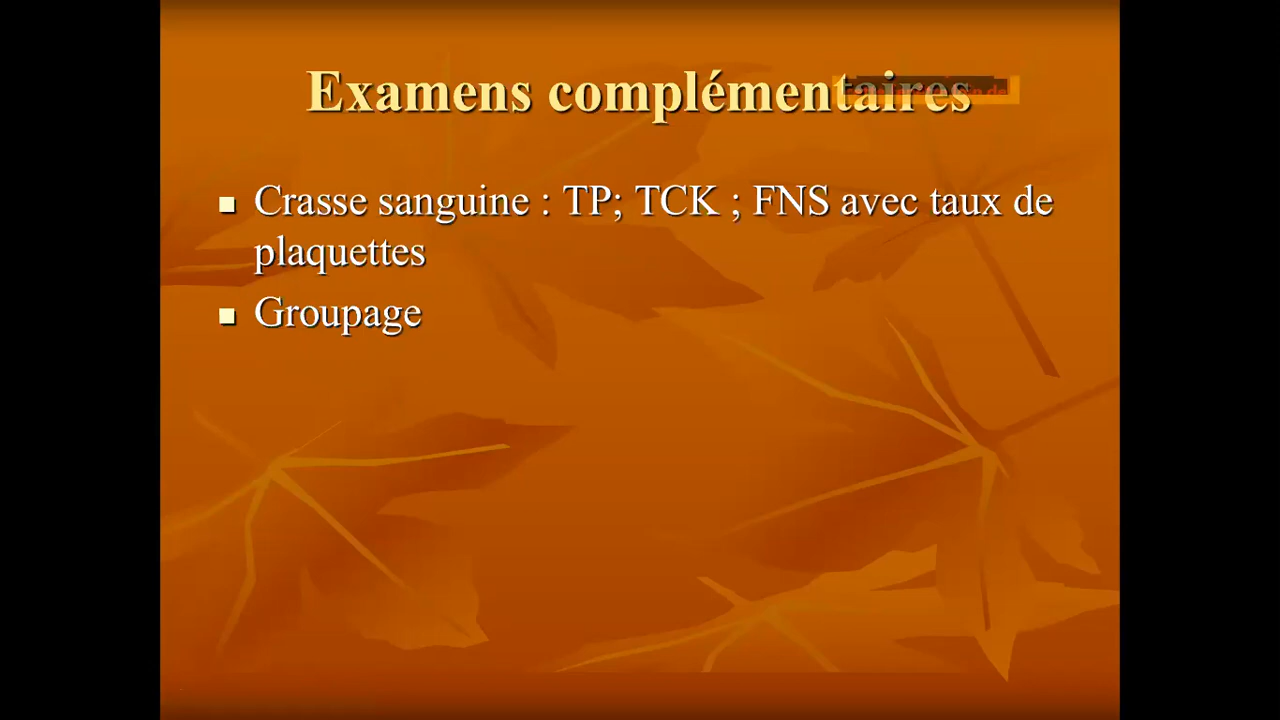 Examens complémentaires
Crasse sanguine : TP; TCK ; FNS avec taux de
plaquettes
Groupage